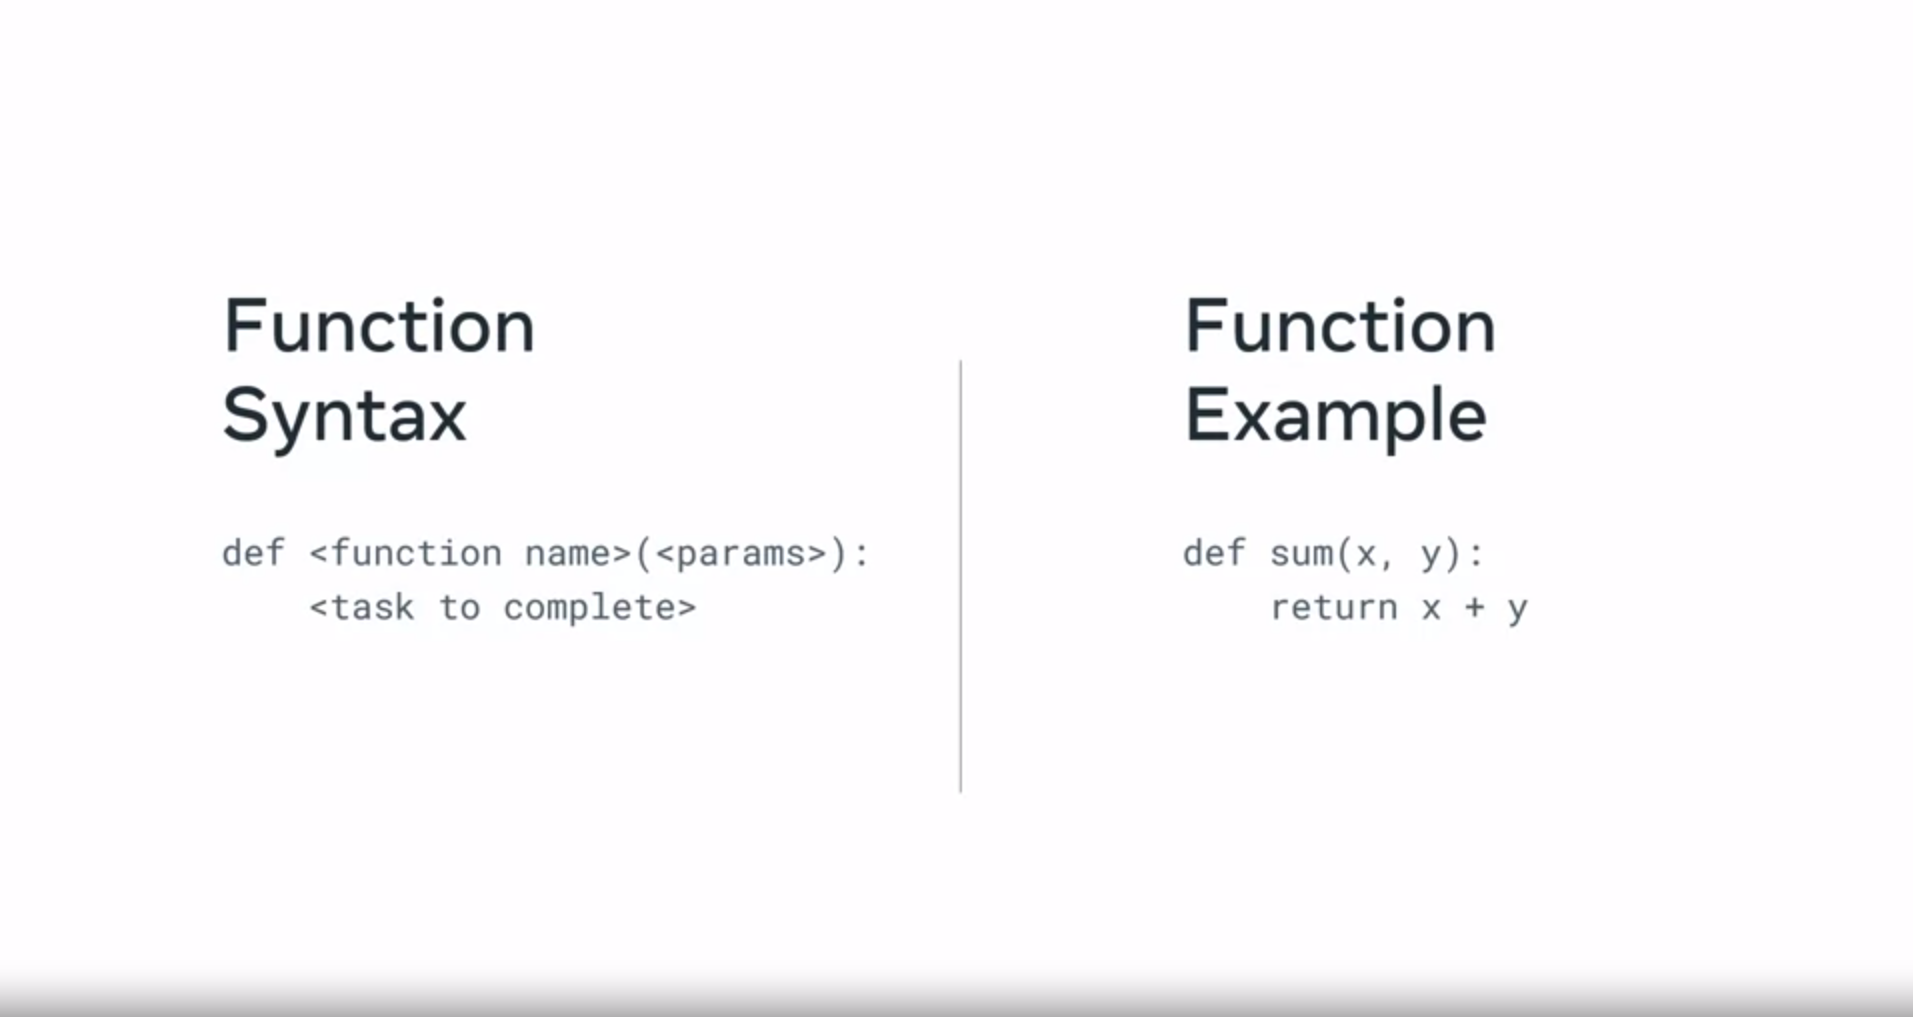 Function
Syntax
def <function name>(<params>):
    <task to complete>
Function
Example
def sum(x, y):
    return x + y